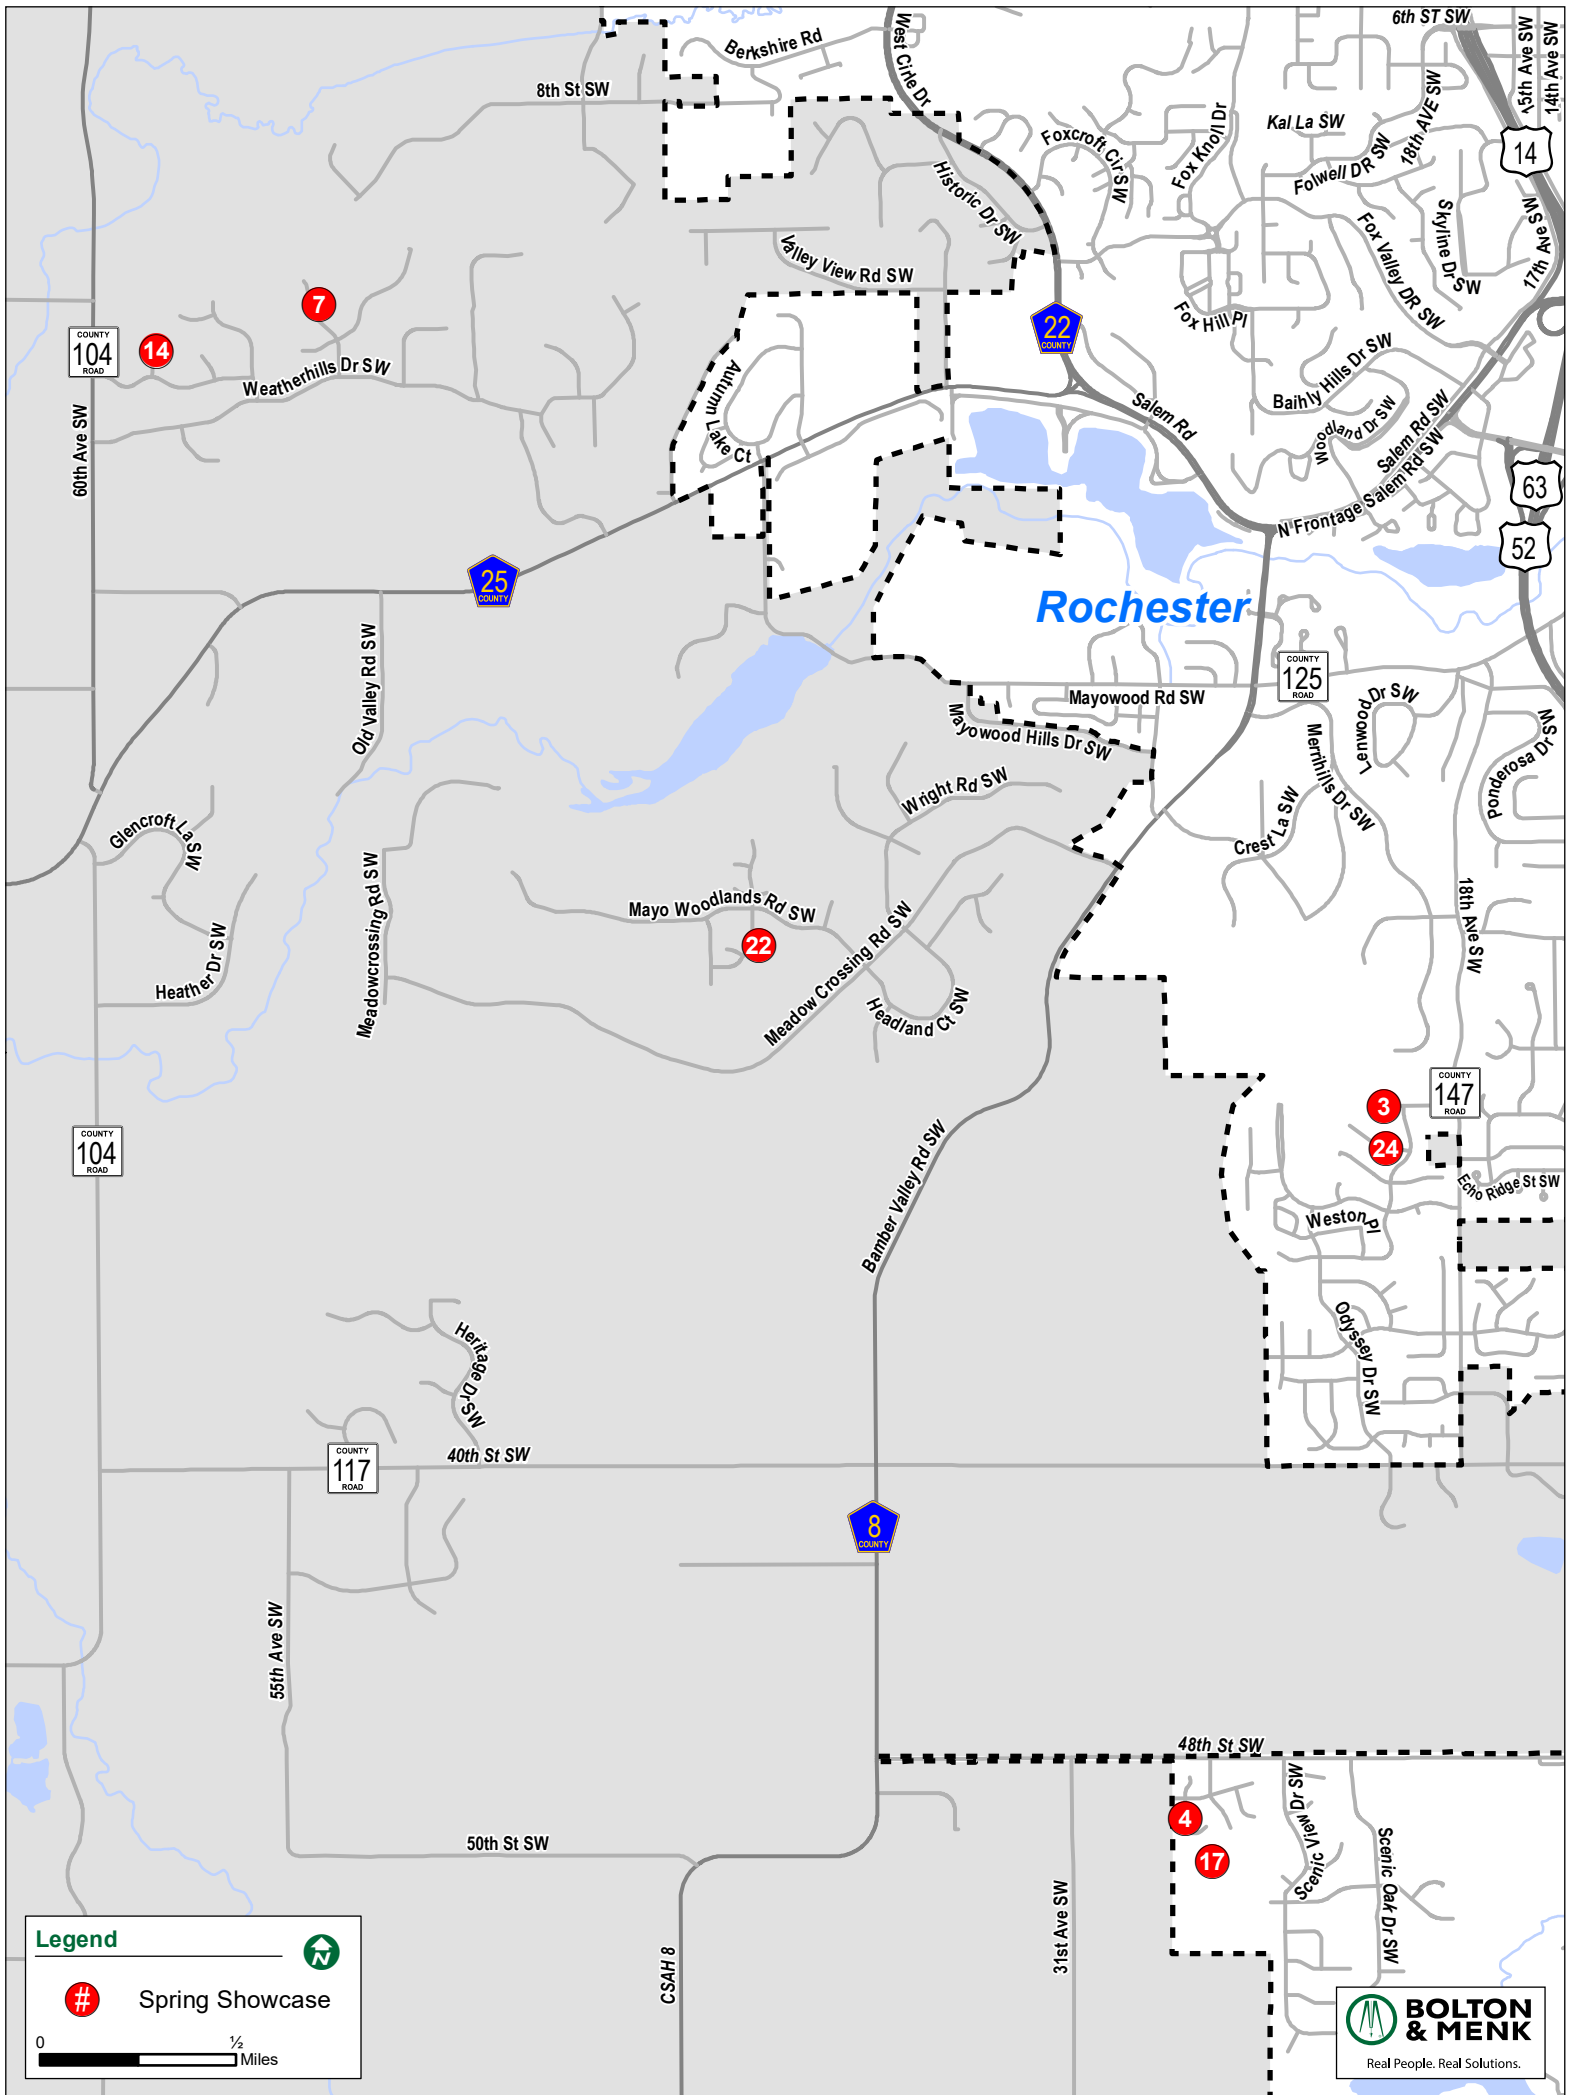 6th ST SW
15th Ave SW
14th Ave SW
West Cirle Dr
Berkshire Rd
8th St SW
18th AVE SW
Kal La SW
Foxcroft Cir SW
Fox Knoll Dr
14
Folwell DR SW
Historic Dr SW
Skyline Dr SW
17th Ave SW
Fox Valley DR SW
Valley View Rd SW
7
22
COUNTY
Fox Hill Pl
COUNTY
104
ROAD
14
Weatherhills Dr SW
Autumn Lake Ct
Baihly Hills Dr SW
Salem Rd
Woodland Dr SW
Salem Rd SW
60th Ave SW
N Frontage Salem Rd SW
63
52
25
COUNTY
Rochester
Old Valley Rd SW
COUNTY
125
ROAD
Mayowood Rd SW
Lenwood Dr SW
Mayowood Hills Dr SW
Merrihills Dr SW
Ponderosa Dr SW
Wright Rd SW
Crest La SW
Glencroft La SW
Meadowcrossing Rd SW
Mayo Woodlands Rd SW
22
Meadow Crossing Rd SW
18th Ave SW
Heather Dr SW
Headland Ct SW
COUNTY
147
ROAD
3
24
COUNTY
104
ROAD
Bamber Valley Rd SW
Echo Ridge St SW
Weston Pl
Heritage Dr SW
Odyssey Dr SW
40th St SW
COUNTY
117
ROAD
8
COUNTY
55th Ave SW
48th St SW
4
17
Scenic View Dr SW
Scenic Oak Dr SW
50th St SW
31st Ave SW
CSAH 8
Legend
N
# Spring Showcase
0 ½
Miles
BOLTON
& MENK
Real People. Real Solutions.